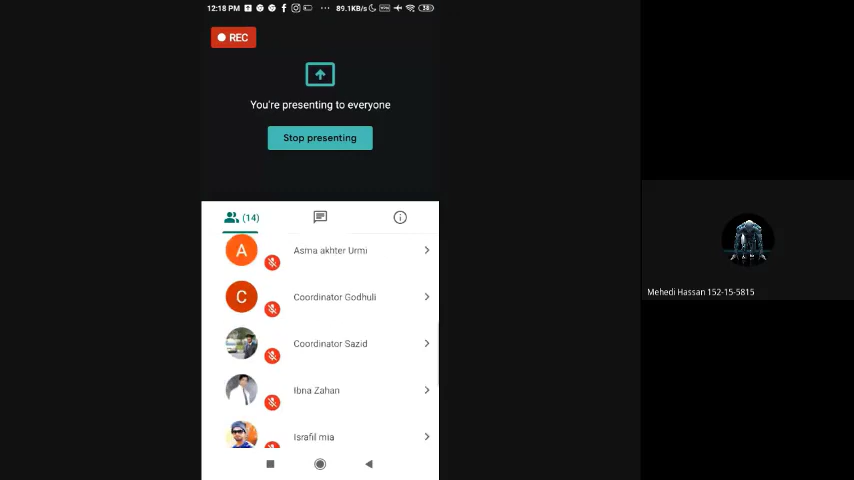 12:18 PM ... 89.1KB/s 38
REC
You're presenting to everyone
Stop presenting
(14)
A Asma akhter Urmi
C Coordinator Godhuli
Coordinator Sazid
Ibna Zahan
Israfil mia
Mehedi Hassan 152-15-5815